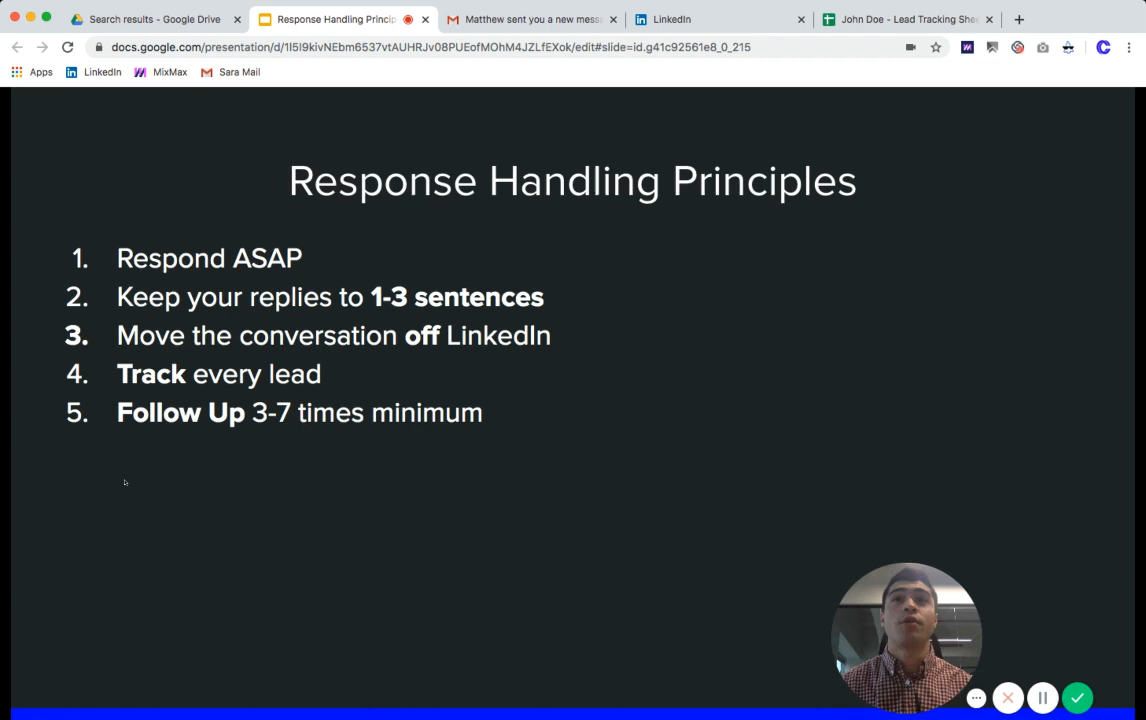 Search results - Google Drive
Response Handling Princip
Matthew sent you a new mess
LinkedIn
John Doe - Lead Tracking She
docs.google.com/presentation/d/1I5I9kivNEbm6537vtAUHRJv08PUEofMOhM4JZLfEXok/edit#slide=id.g41c92561e8_0_215
Apps
LinkedIn
MixMax
Sara Mail
Response Handling Principles
1. Respond ASAP
2. Keep your replies to 1-3 sentences
3. Move the conversation off LinkedIn
4. Track every lead
5. Follow Up 3-7 times minimum